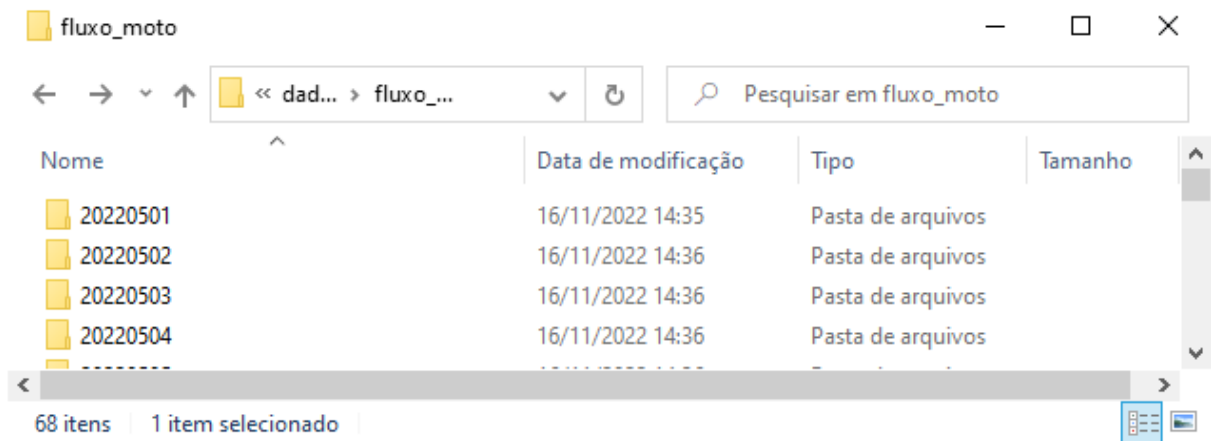 fluxo_moto
« dad... › fluxo_... Pesquisar em fluxo_moto
Nome Data de modificação Tipo Tamanho
20220501 16/11/2022 14:35 Pasta de arquivos
20220502 16/11/2022 14:36 Pasta de arquivos
20220503 16/11/2022 14:36 Pasta de arquivos
20220504 16/11/2022 14:36 Pasta de arquivos
68 itens 1 item selecionado